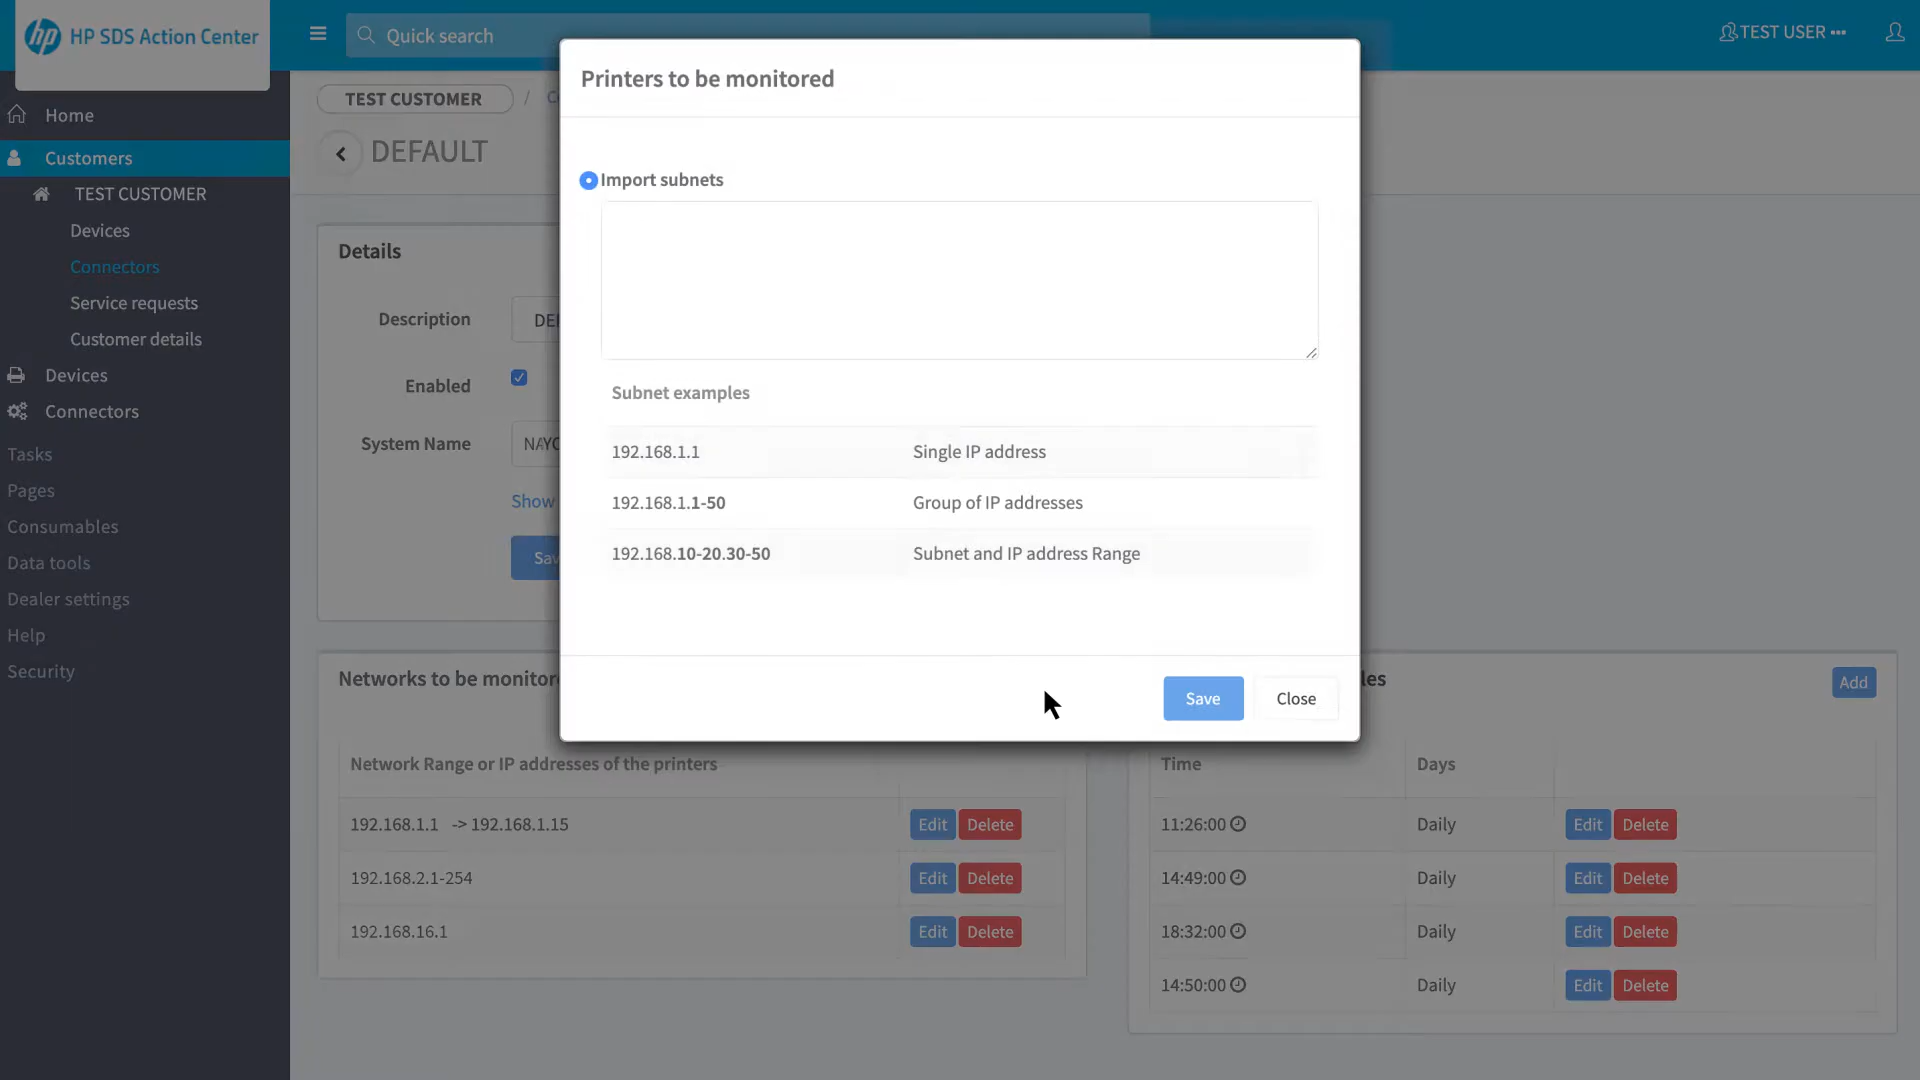 hp HP SDS Action Center
Quick search
TEST USER •••
Home
Customers
TEST CUSTOMER
Devices
Connectors
Service requests
Customer details
Devices
Connectors
Tasks
Pages
Consumables
Data tools
Dealer settings
Help
Security
TEST CUSTOMER /
DEFAULT
Details
Description
Enabled
System Name
Show
Printers to be monitored
Import subnets
Subnet examples
192.168.1.1 Single IP address
192.168.1.1-50 Group of IP addresses
192.168.10-20.30-50 Subnet and IP address Range
Save Close
Networks to be
Network Range or IP addresses of the printers
192.168.1.1 -> 192.168.1.15 Edit Delete
192.168.2.1-254 Edit Delete
192.168.16.1 Edit Delete
Add
Time Days
11:26:00 Daily Edit Delete
14:49:00 Daily Edit Delete
18:32:00 Daily Edit Delete
14:50:00 Daily Edit Delete